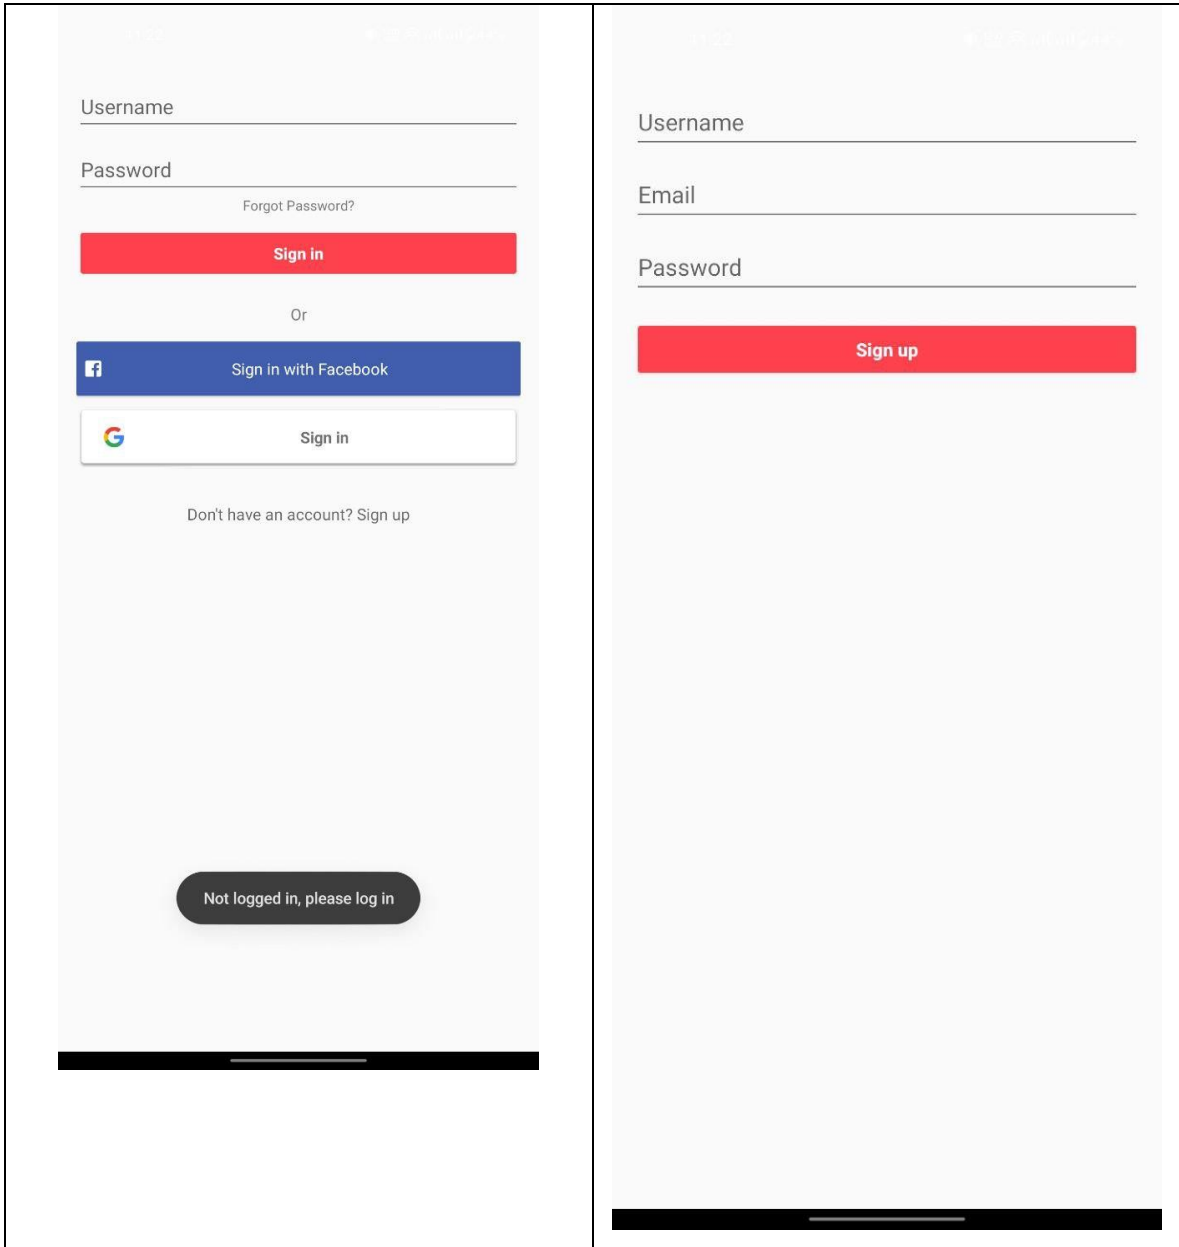 Username
Password
Forgot Password?
Sign in
Or
Sign in with Facebook
Sign in
Don't have an account? Sign up
Not logged in, please log in
Username
Email
Password
Sign up